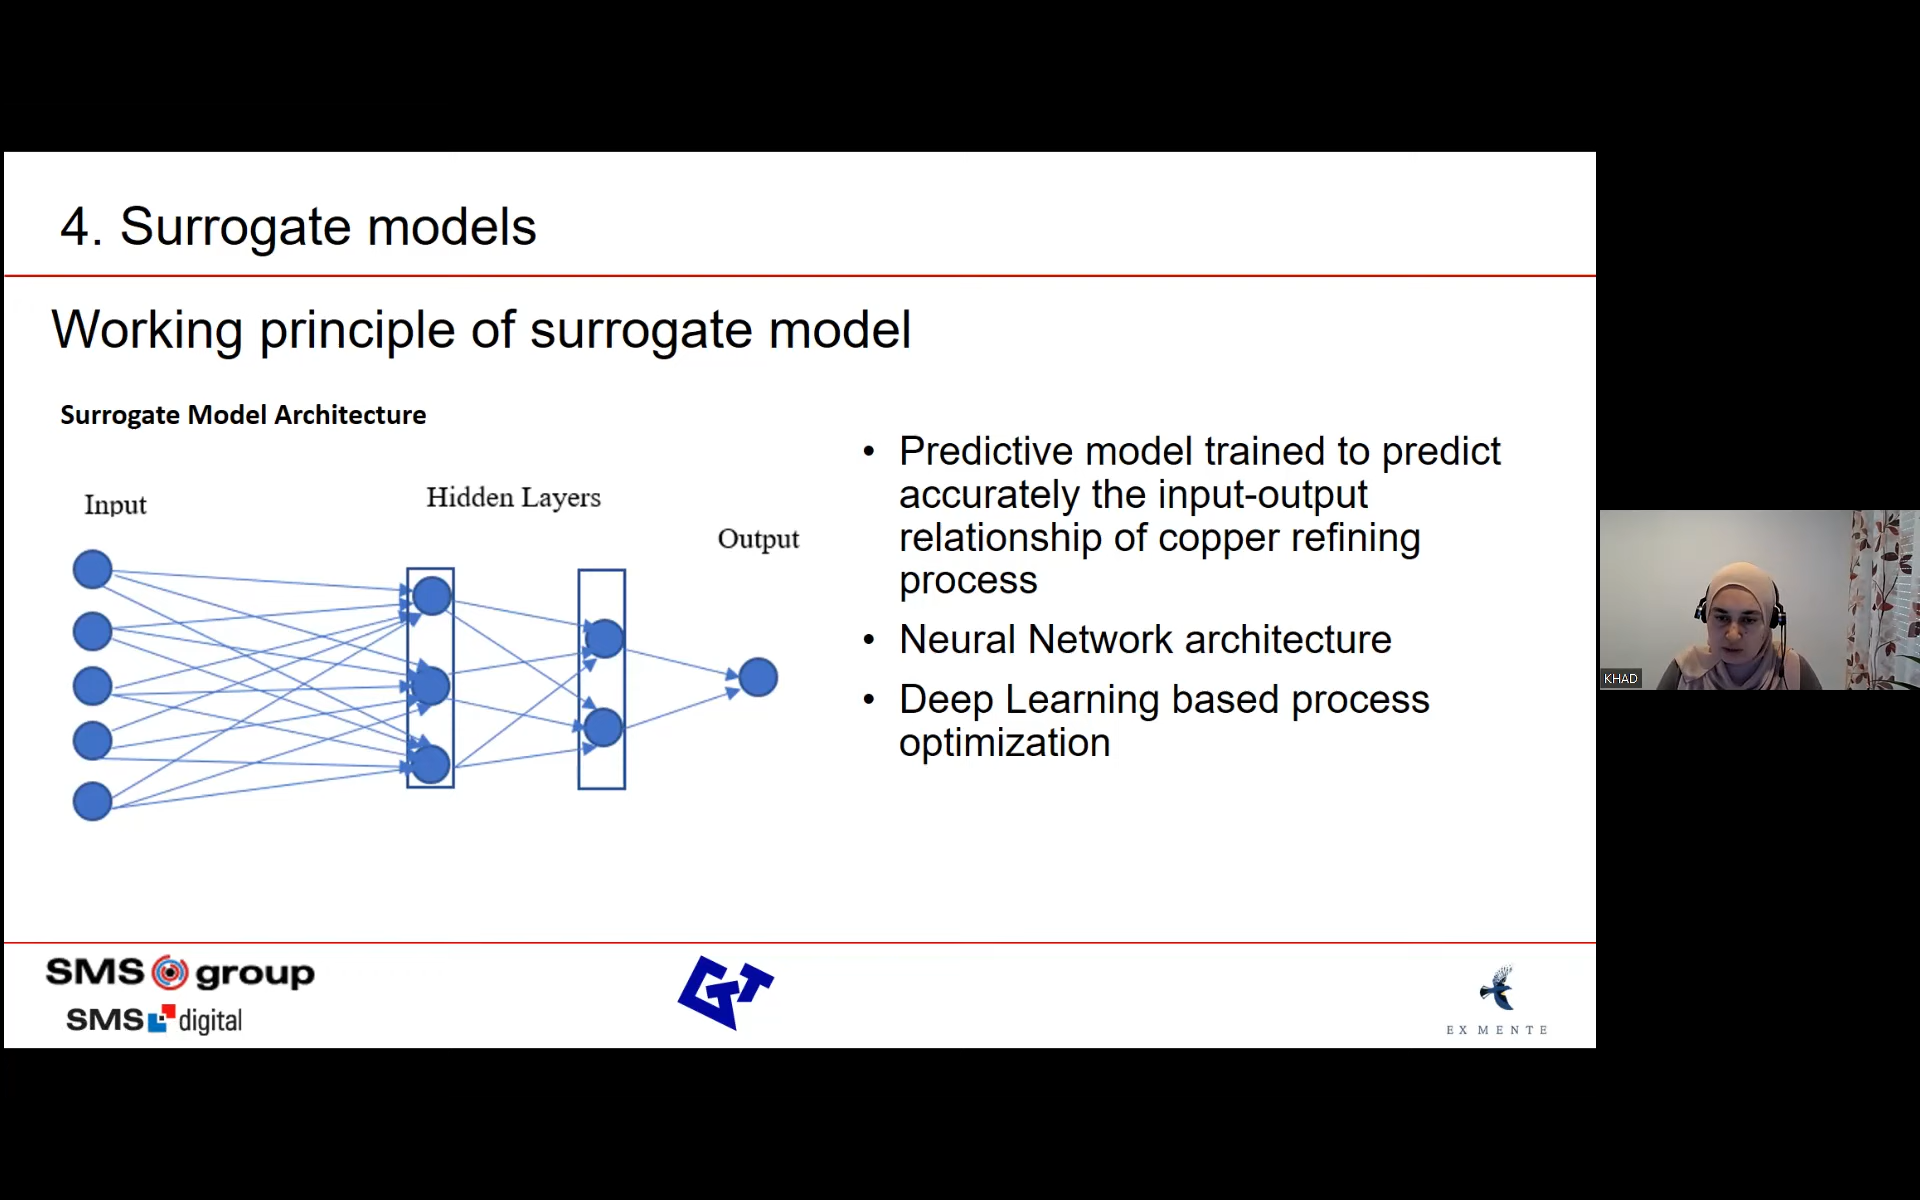 4. Surrogate models
Working principle of surrogate model
Surrogate Model Architecture
Input
Hidden Layers
Output
• Predictive model trained to predict
accurately the input-output
relationship of copper refining
process
• Neural Network architecture
• Deep Learning based process
optimization
KHAD
SMS group
SMS digital
GTT
EX MENTE